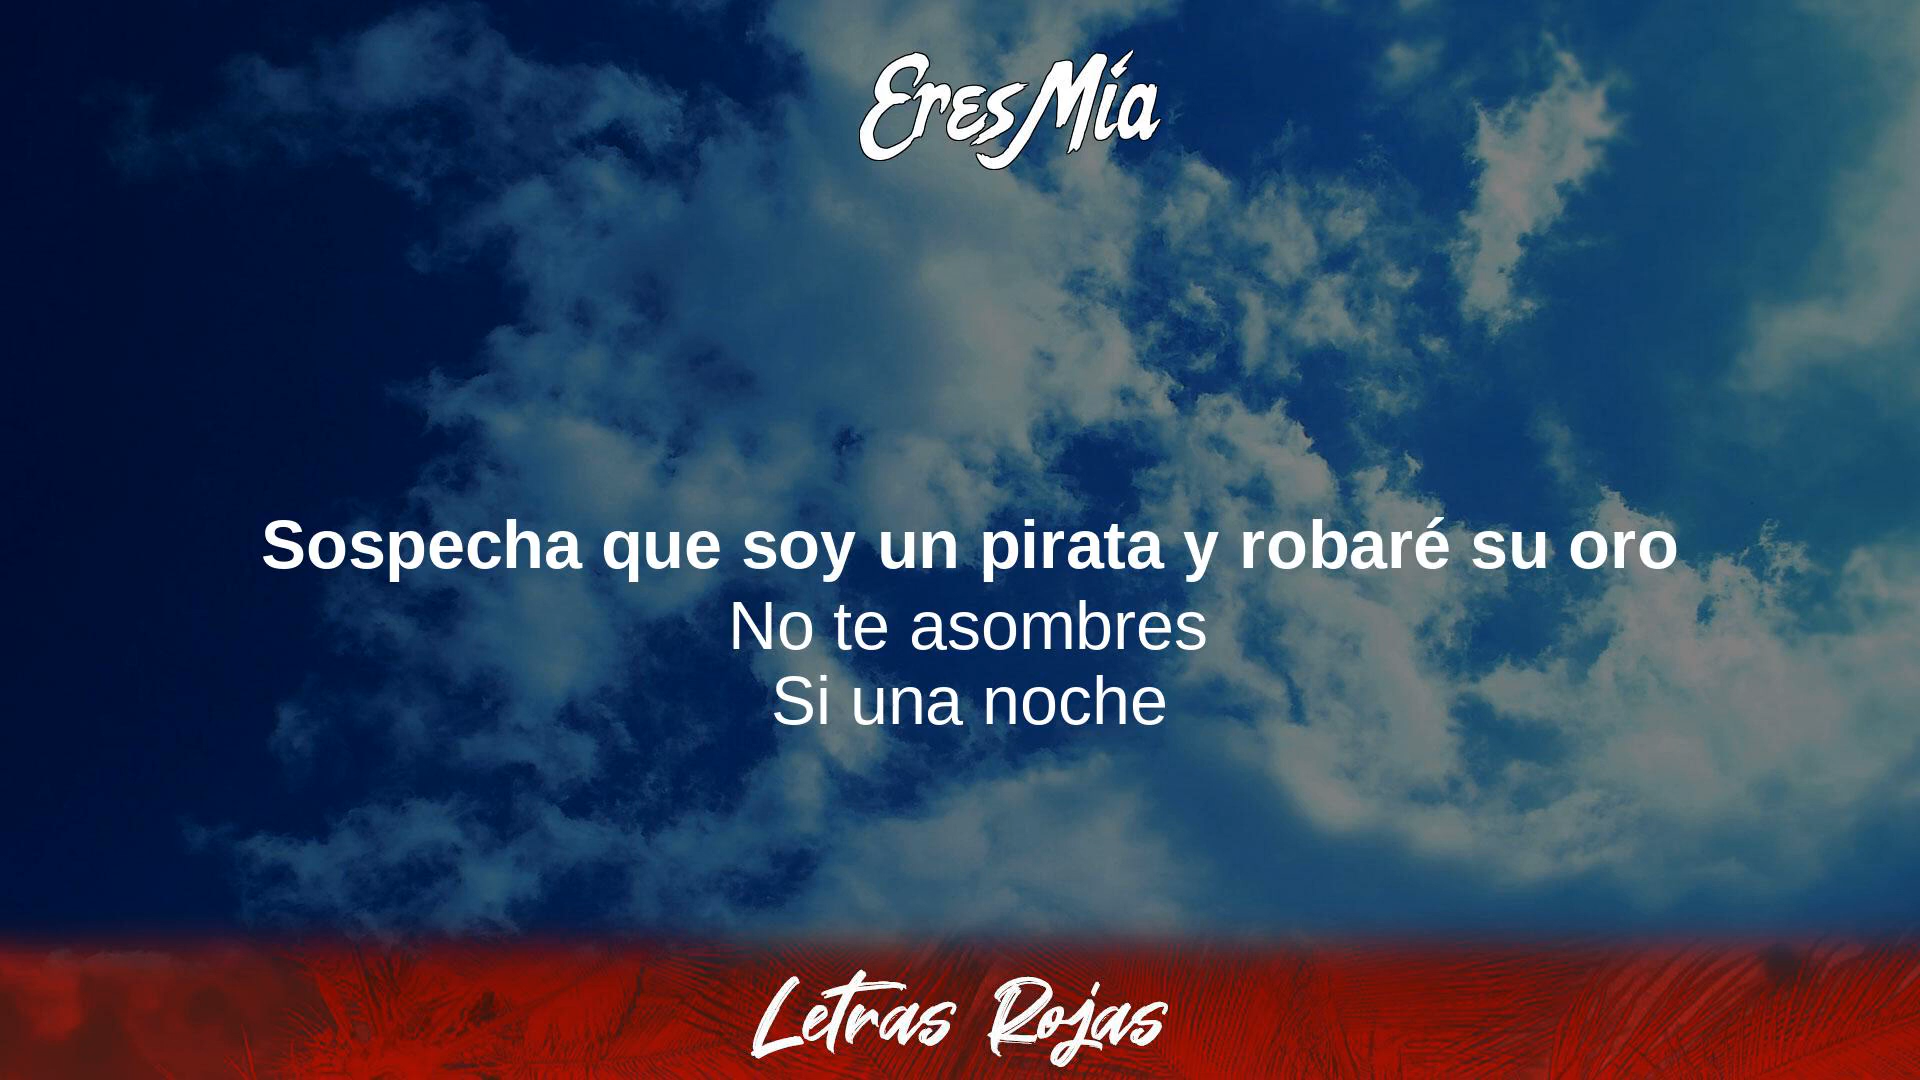 Eres Mía
Sospecha que soy un pirata y robaré su oro
No te asombres
Si una noche
Letras Rojas